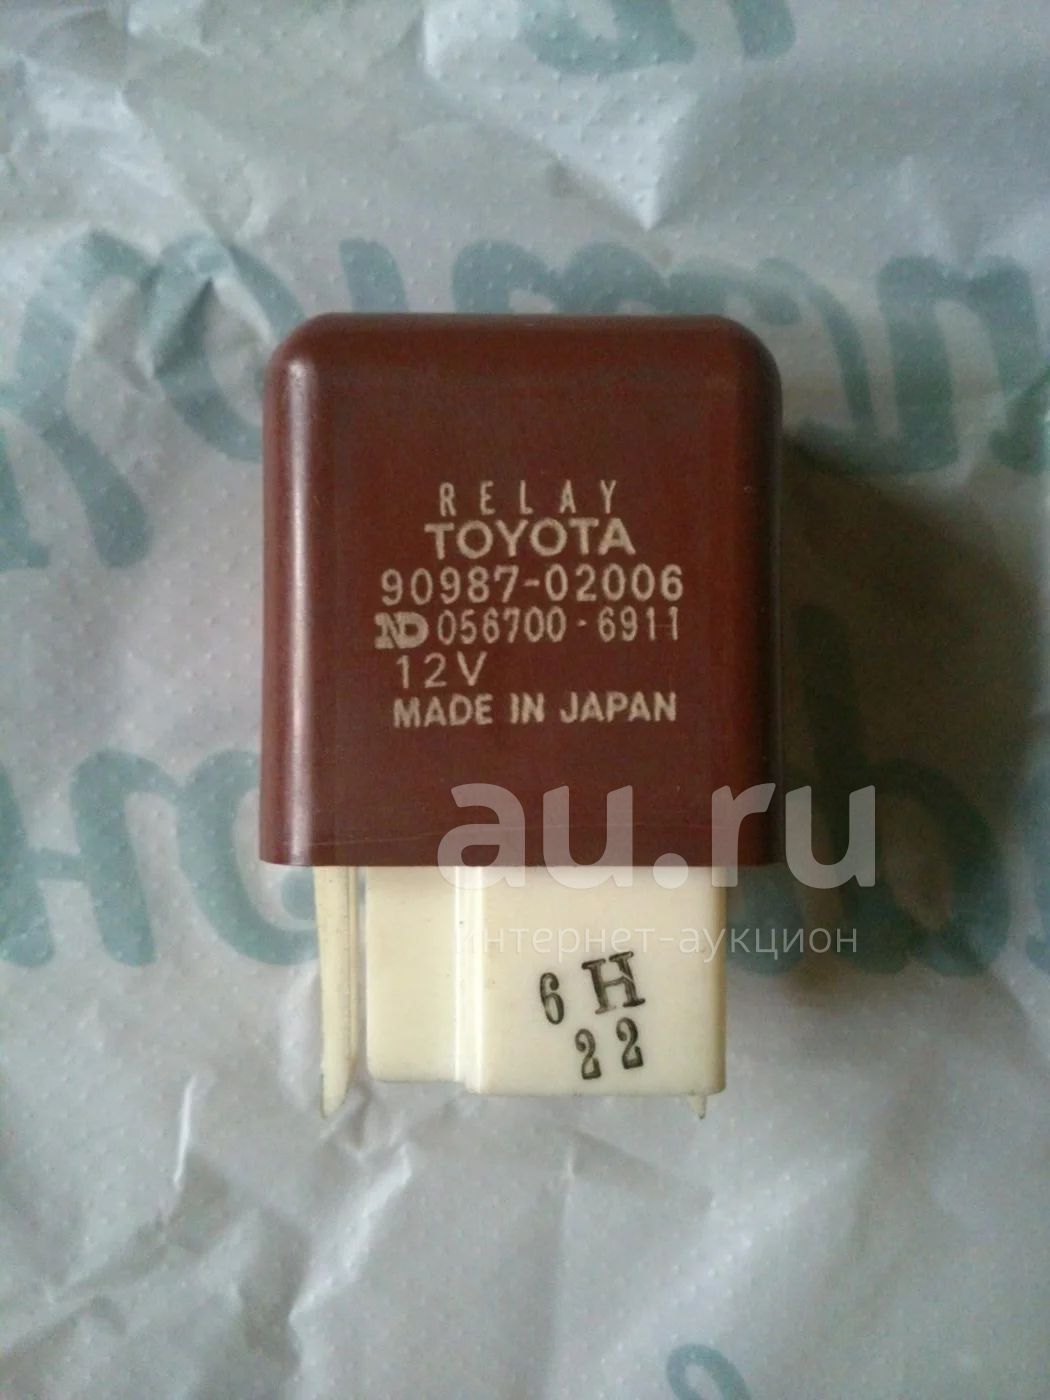 RELAY
TOYOTA
90987-02006
ND 056700-6911
12V
MADE IN JAPAN
au.ru
интернет-аукцион
6 H
22